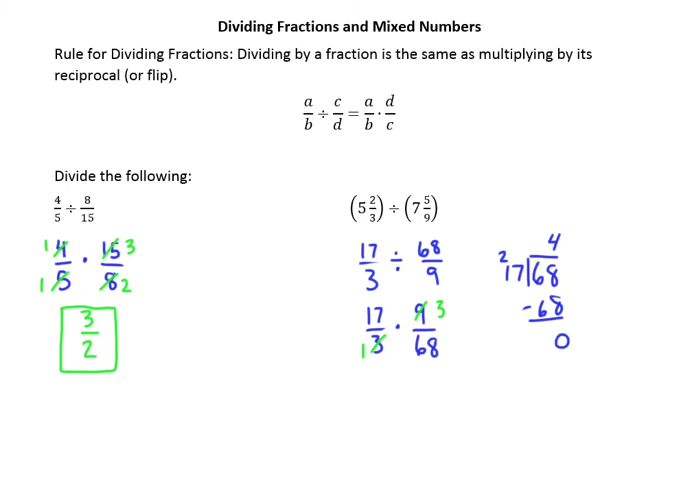 Dividing Fractions and Mixed Numbers
Rule for Dividing Fractions: Dividing by a fraction is the same as multiplying by its
reciprocal (or flip).
a/b ÷ c/d = a/b · d/c
Divide the following:
4/5 ÷ 8/15
1 4/5 1 · 15/8 3 2
3/2
(5 2/3) ÷ (7 5/9)
17/3 ÷ 68/9
17/3 1 · 9/68 3
4
2
17 68
-68
0